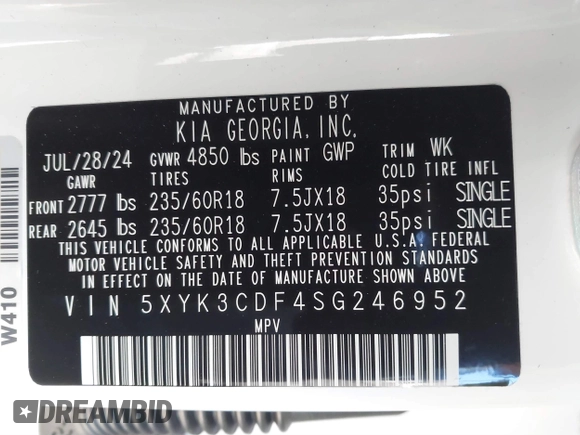 MANUFACTURED BY
KIA GEORGIA, INC.
JUL/28/24 GVWR 4850 lbs PAINT GWP TRIM WK
GAWR TIRES RIMS COLD TIRE INFL
FRONT 2777 lbs 235/60R18 7.5JX18 35psi SINGLE
REAR 2645 lbs 235/60R18 7.5JX18 35psi SINGLE
THIS VEHICLE CONFORMS TO ALL APPLICABLE U.S.A. FEDERAL
MOTOR VEHICLE SAFETY AND THEFT PREVENTION STANDARDS
IN EFFECT ON THE DATE OF MANUFACTURE SHOWN ABOVE.
VIN 5XYK3CDF4SG246952
MPV
W410
DREAMBID